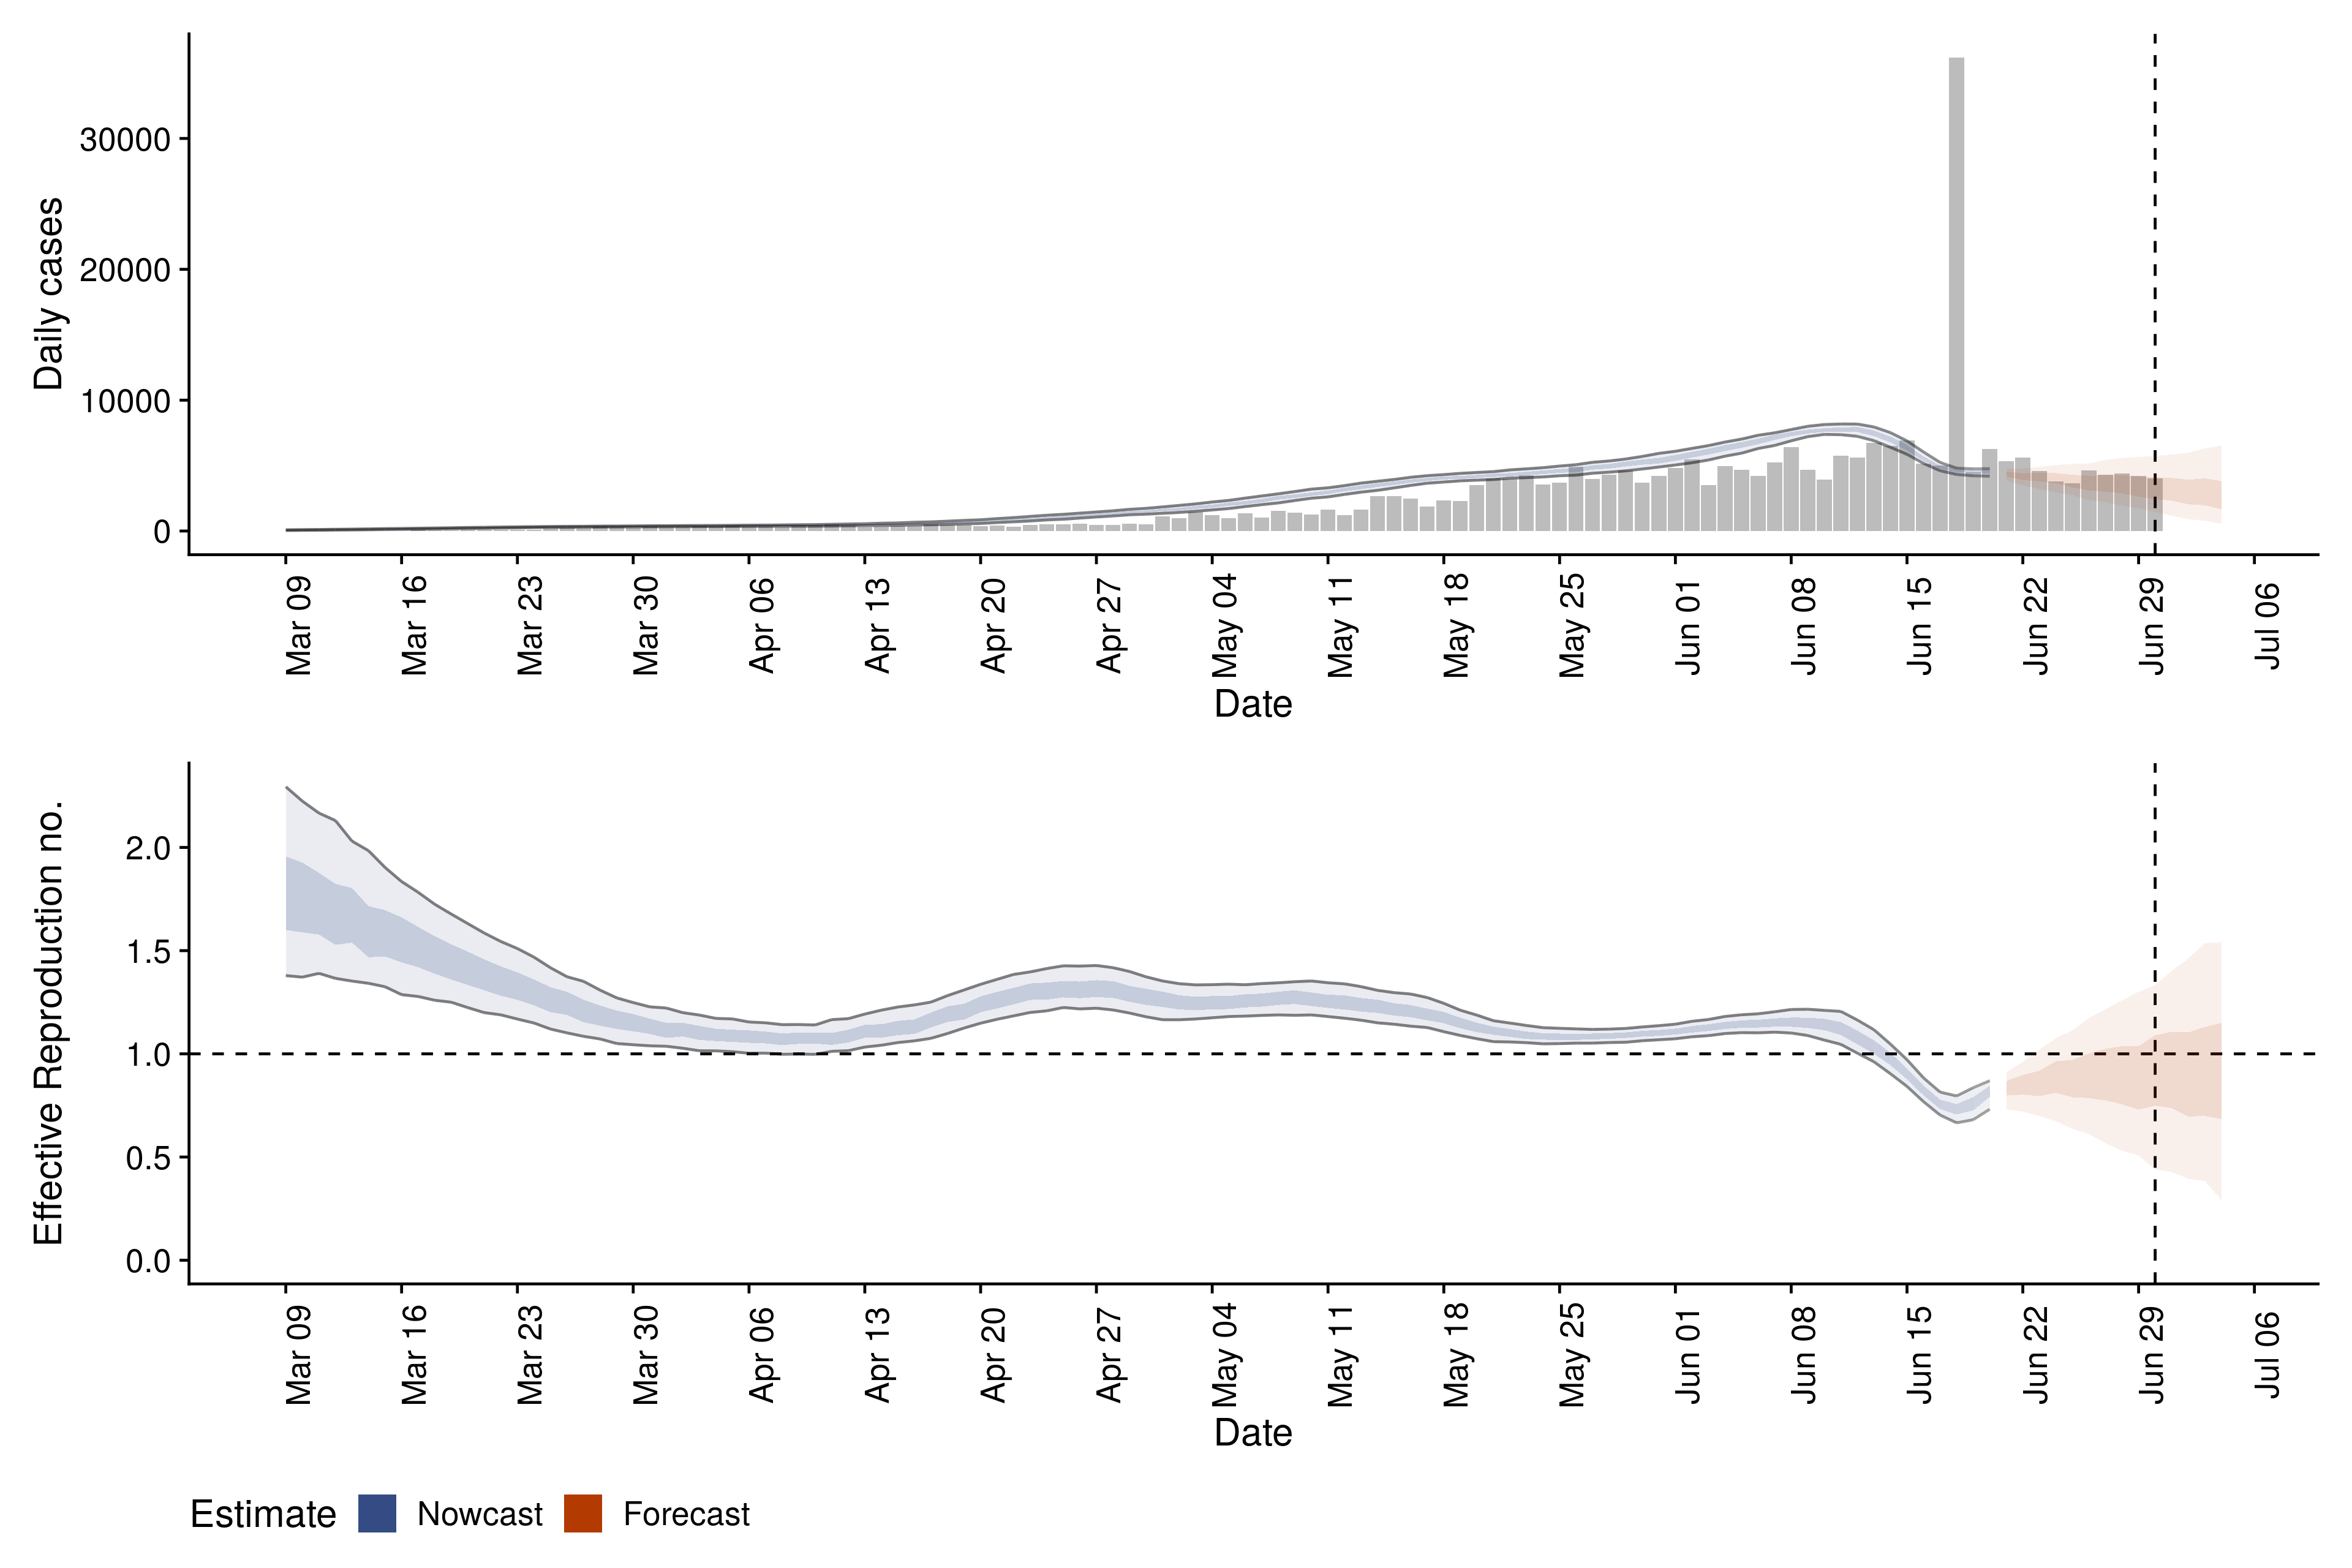 Daily cases
30000
20000
10000
0
Mar 09
Mar 16
Mar 23
Mar 30
Apr 06
Apr 13
Apr 20
Apr 27
May 04
May 11
May 18
May 25
Jun 01
Jun 08
Jun 15
Jun 22
Jun 29
Jul 06
Date
Effective Reproduction no.
2.0
1.5
1.0
0.5
0.0
Mar 09
Mar 16
Mar 23
Mar 30
Apr 06
Apr 13
Apr 20
Apr 27
May 04
May 11
May 18
May 25
Jun 01
Jun 08
Jun 15
Jun 22
Jun 29
Jul 06
Date
Estimate Nowcast Forecast